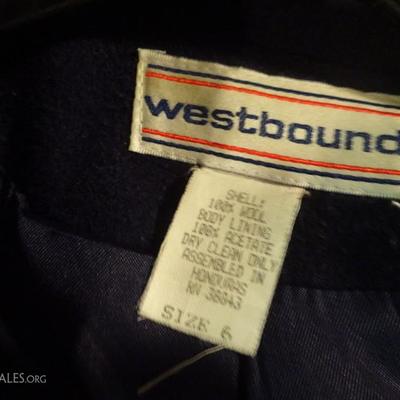 westbound
SHELL:
100% WOOL
BODY LINING
100% ACETATE
DRY CLEAN ONLY
ASSEMBLED IN
HONDURAS
RN 38043
SIZE 6
ALES.ORG